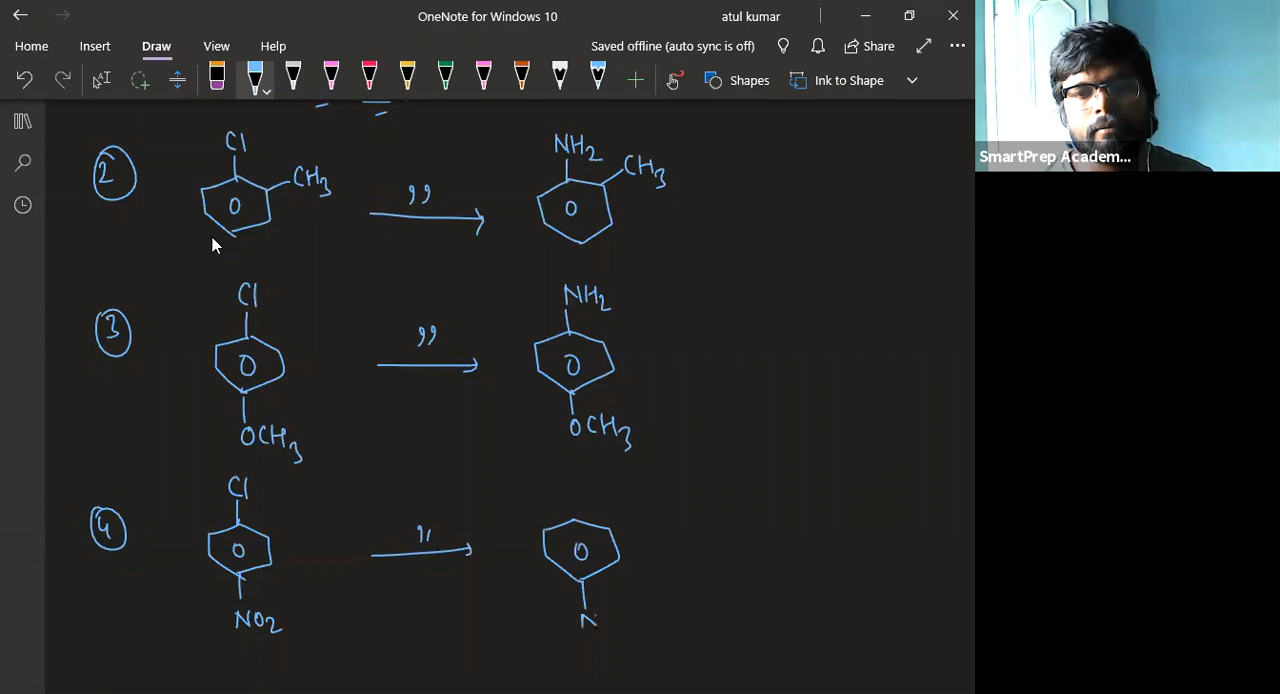 OneNote for Windows 10
atul kumar
Home Insert Draw View Help
Saved offline (auto sync is off)
Share
Shapes
Ink to Shape
SmartPrep Academ...
2
Cl
CH3
,,
NH2
CH3
3
Cl
OCH3
,,
NH2
OCH3
4
Cl
NO2
,,
N